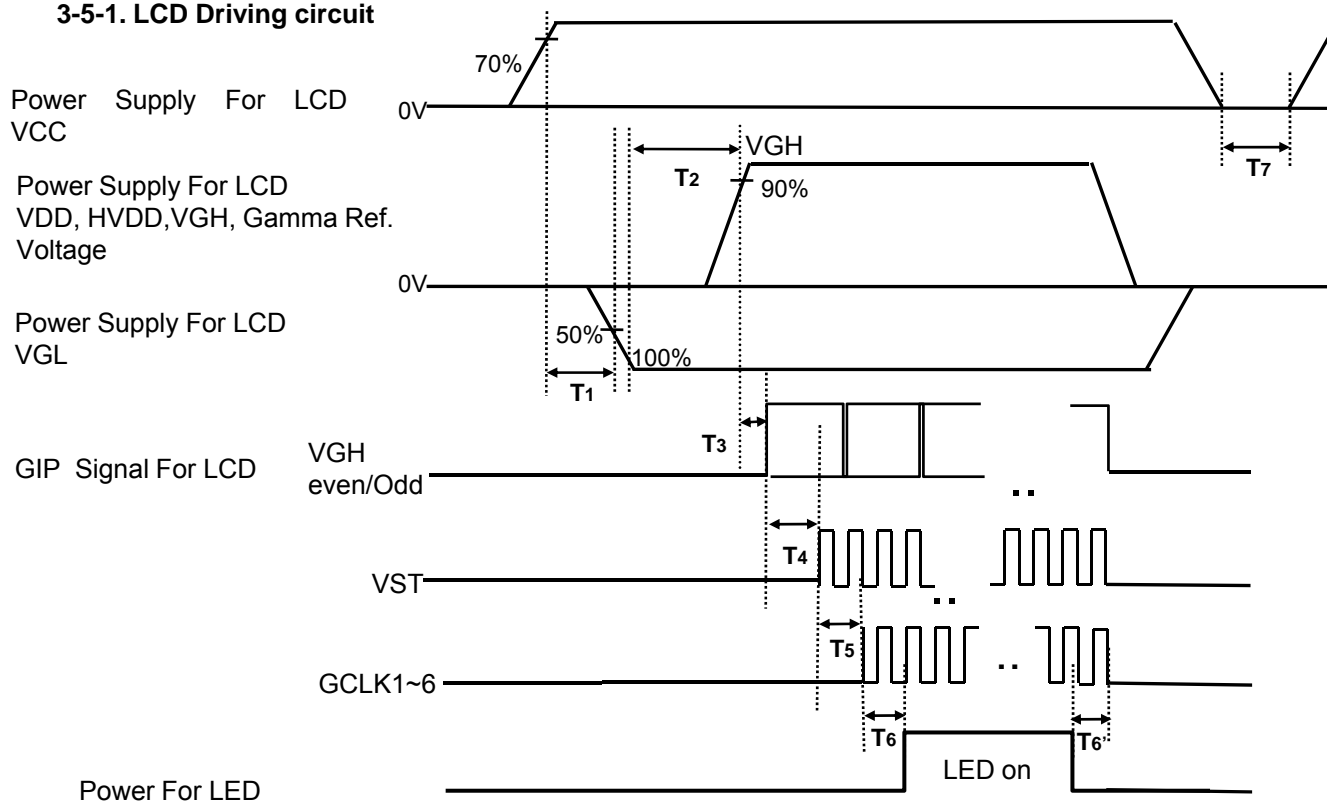 3-5-1. LCD Driving circuit
70%
Power Supply For LCD
VCC
0V
T7
VGH
T2
90%
Power Supply For LCD
VDD, HVDD,VGH, Gamma Ref.
Voltage
0V
Power Supply For LCD
VGL
50%
100%
T1
T3
GIP Signal For LCD
VGH
even/Odd
..
T4
VST
..
T5
GCLK1~6
..
T6
T6'
LED on
Power For LED